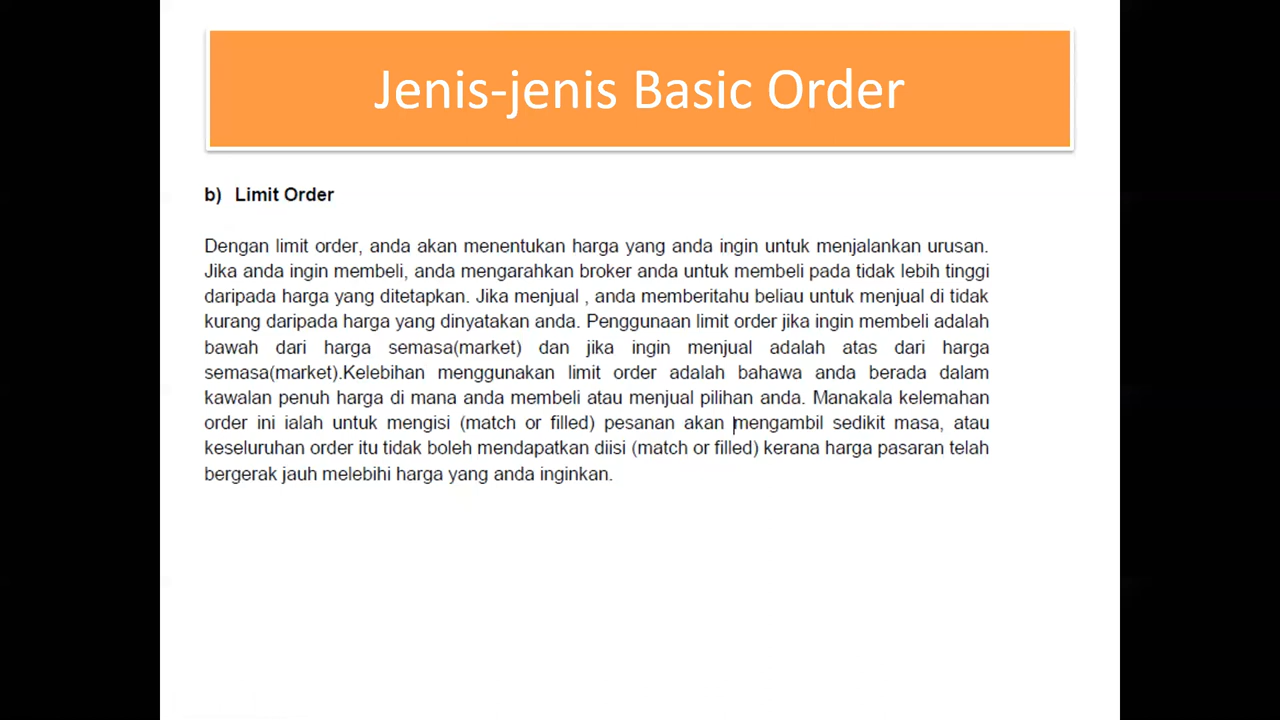 Jenis-jenis Basic Order
b) Limit Order
Dengan limit order, anda akan menentukan harga yang anda ingin untuk menjalankan urusan.
Jika anda ingin membeli, anda mengarahkan broker anda untuk membeli pada tidak lebih tinggi
daripada harga yang ditetapkan. Jika menjual , anda memberitahu beliau untuk menjual di tidak
kurang daripada harga yang dinyatakan anda. Penggunaan limit order jika ingin membeli adalah
bawah dari harga semasa(market) dan jika ingin menjual adalah atas dari harga
semasa(market).Kelebihan menggunakan limit order adalah bahawa anda berada dalam
kawalan penuh harga di mana anda membeli atau menjual pilihan anda. Manakala kelemahan
order ini ialah untuk mengisi (match or filled) pesanan akan mengambil sedikit masa, atau
keseluruhan order itu tidak boleh mendapatkan diisi (match or filled) kerana harga pasaran telah
bergerak jauh melebihi harga yang anda inginkan.